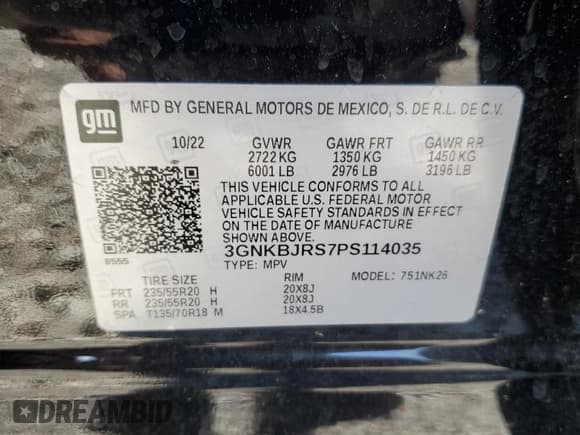 gm
MFD BY GENERAL MOTORS DE MEXICO, S. DE R.L. DE C.V.
10/22 GVWR GAWR FRT GAWR RR
2722 KG 1350 KG 1450 KG
6001 LB 2976 LB 3196 LB
THIS VEHICLE CONFORMS TO ALL
APPLICABLE U.S. FEDERAL MOTOR
VEHICLE SAFETY STANDARDS IN EFFECT
ON THE DATE OF MANUFACTURE
SHOWN ABOVE.
8555
3GNKBJRS7PS114035
TYPE: MPV MODEL: 751NK26
TIRE SIZE RIM
FRT 235/55R20 H 20X8J
RR 235/55R20 H 20X8J
SPA T135/70R18 M 18X4.5B
DREAMBID